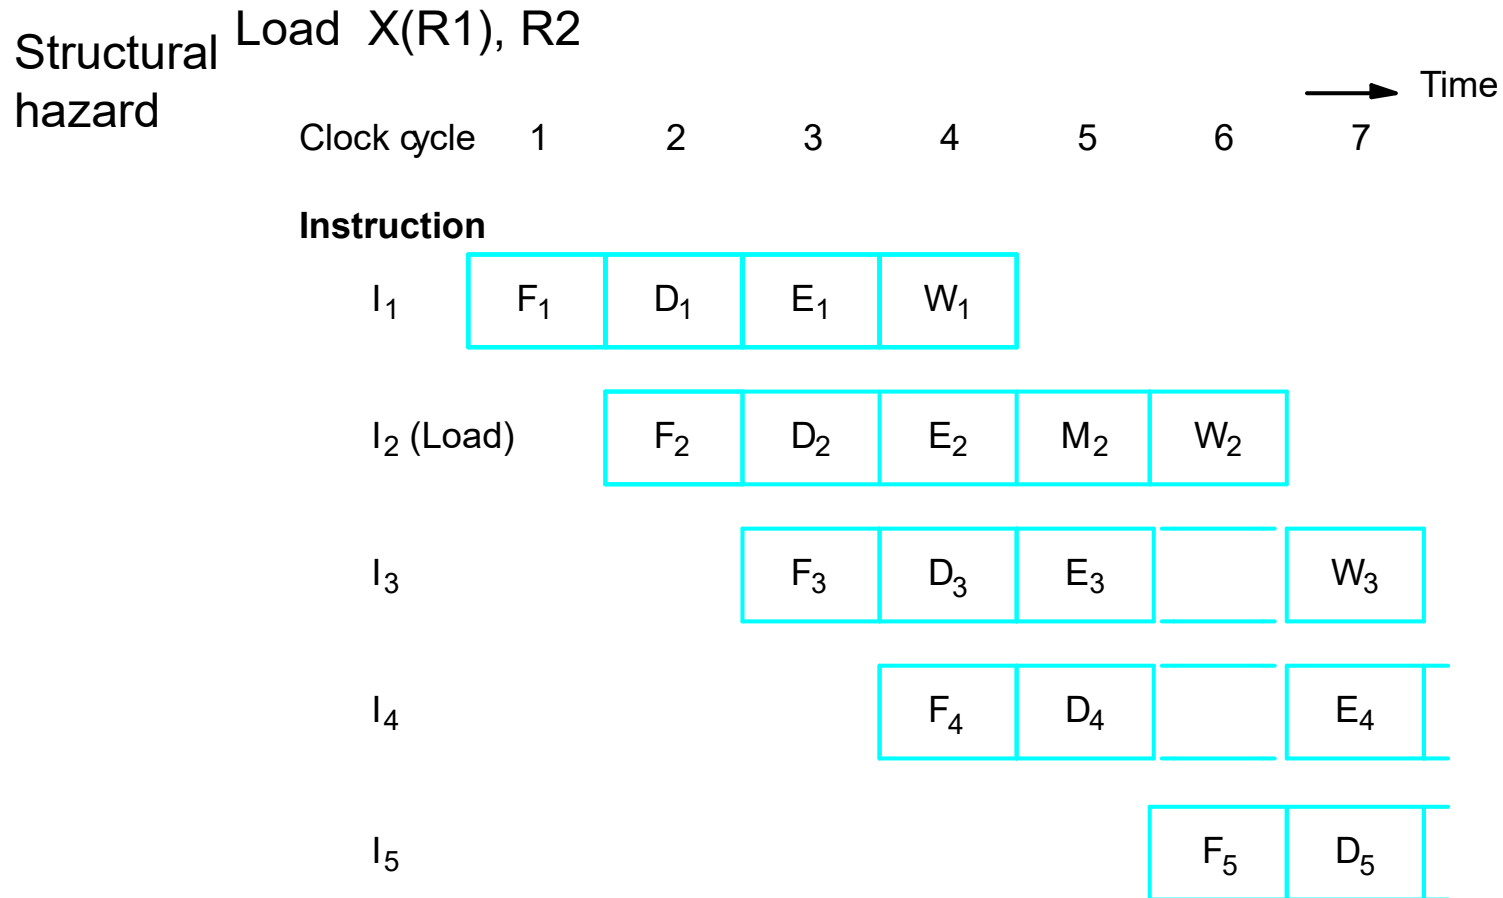 Structural
hazard
Load X(R1), R2
Time
Clock cycle 1 2 3 4 5 6 7
Instruction
I1 F1 D1 E1 W1
I2 (Load) F2 D2 E2 M2 W2
I3 F3 D3 E3 W3
I4 F4 D4 E4
I5 F5 D5